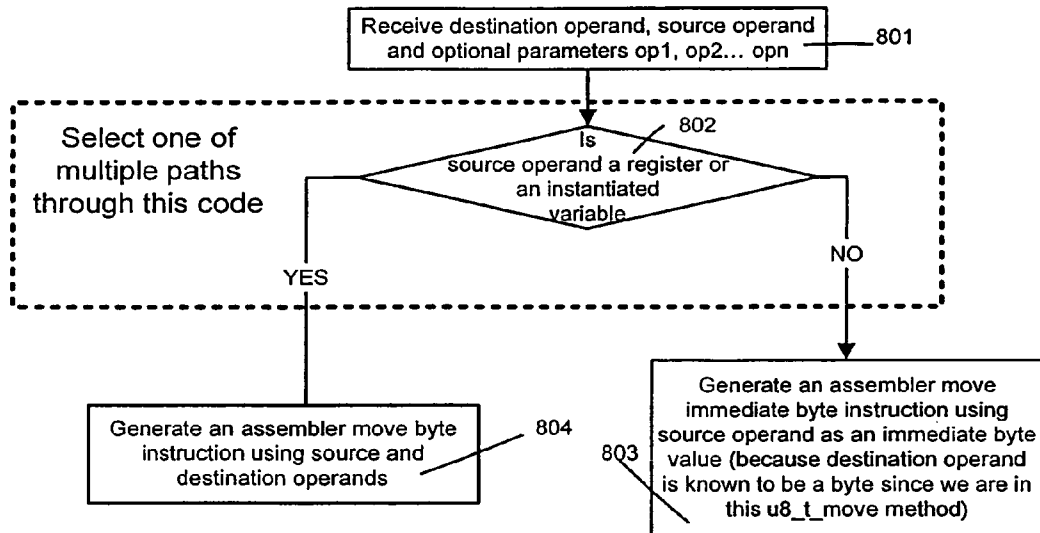 Receive destination operand, source operand
and optional parameters op1, op2... opn
801
Select one of
multiple paths
through this code
802
Is
source operand a register or
an instantiated
variable
YES
NO
Generate an assembler move byte
instruction using source and
destination operands
804
Generate an assembler move
immediate byte instruction using
source operand as an immediate byte
value (because destination operand
is known to be a byte since we are in
this u8_t_move method)
803